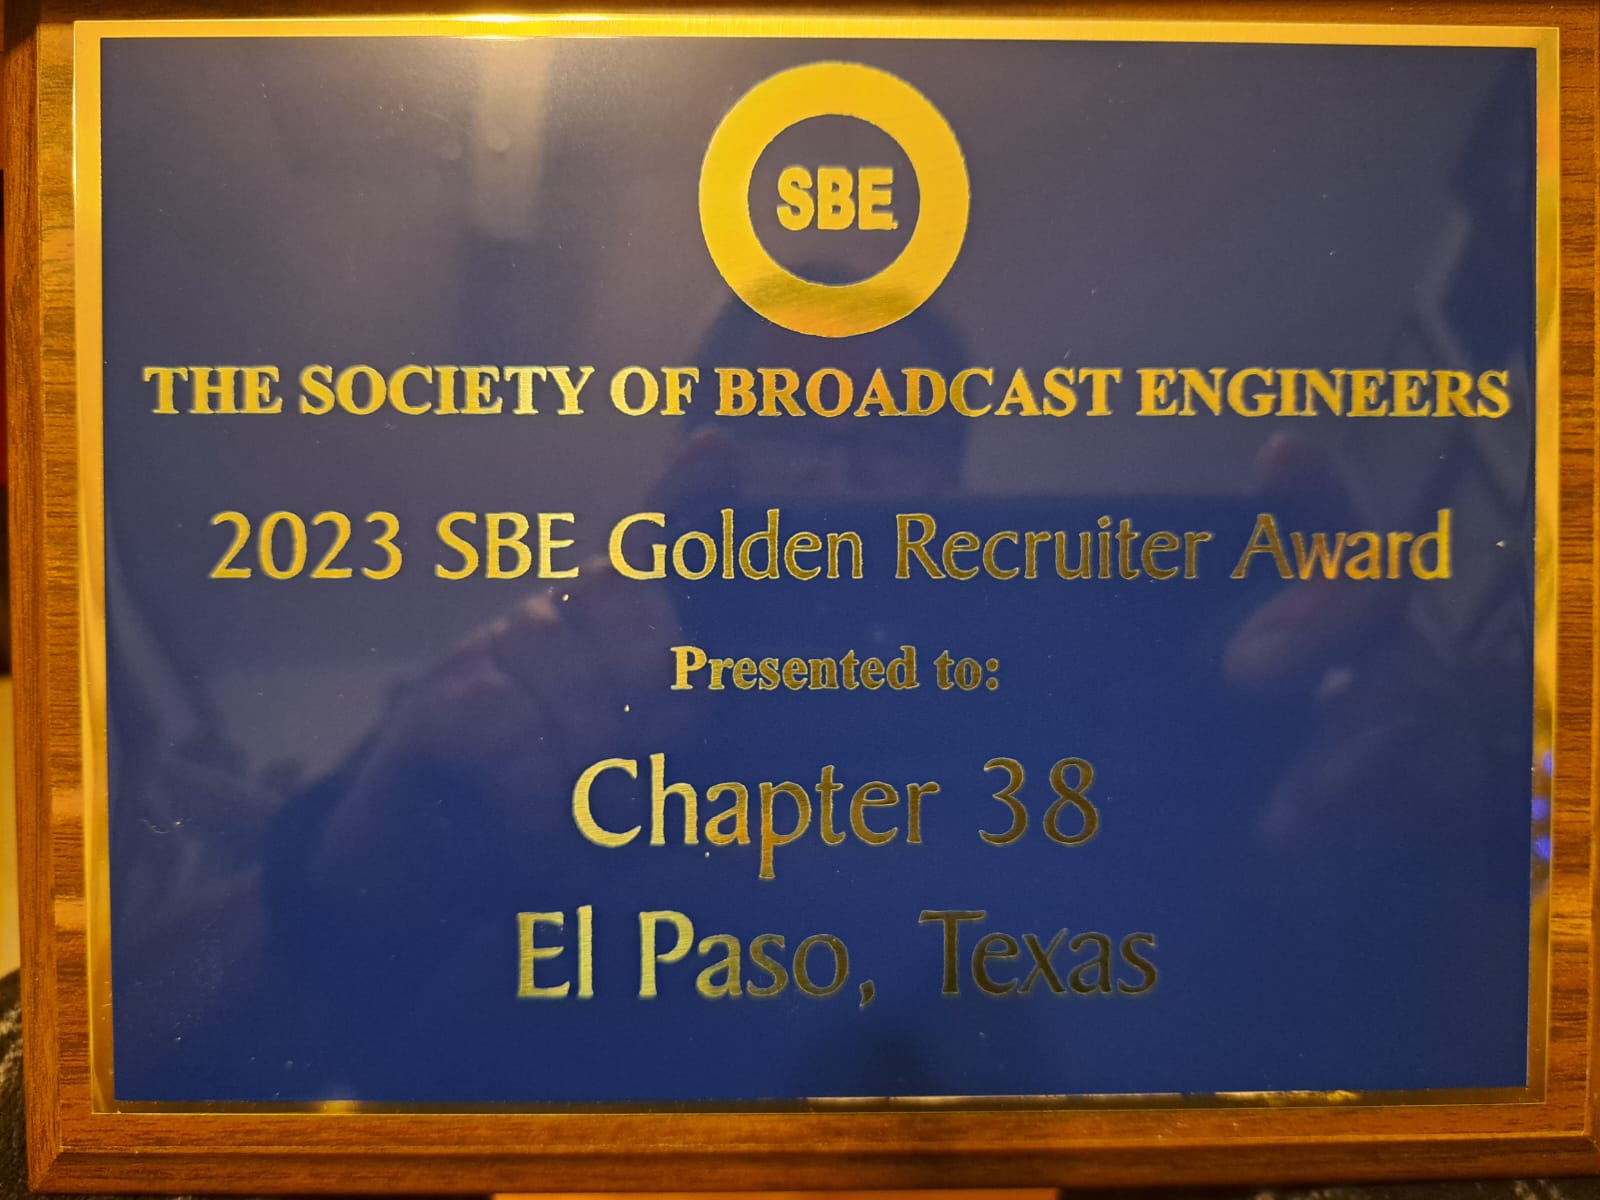 SBE
THE SOCIETY OF BROADCAST ENGINEERS
2023 SBE Golden Recruiter Award
Presented to:
Chapter 38
El Paso, Texas